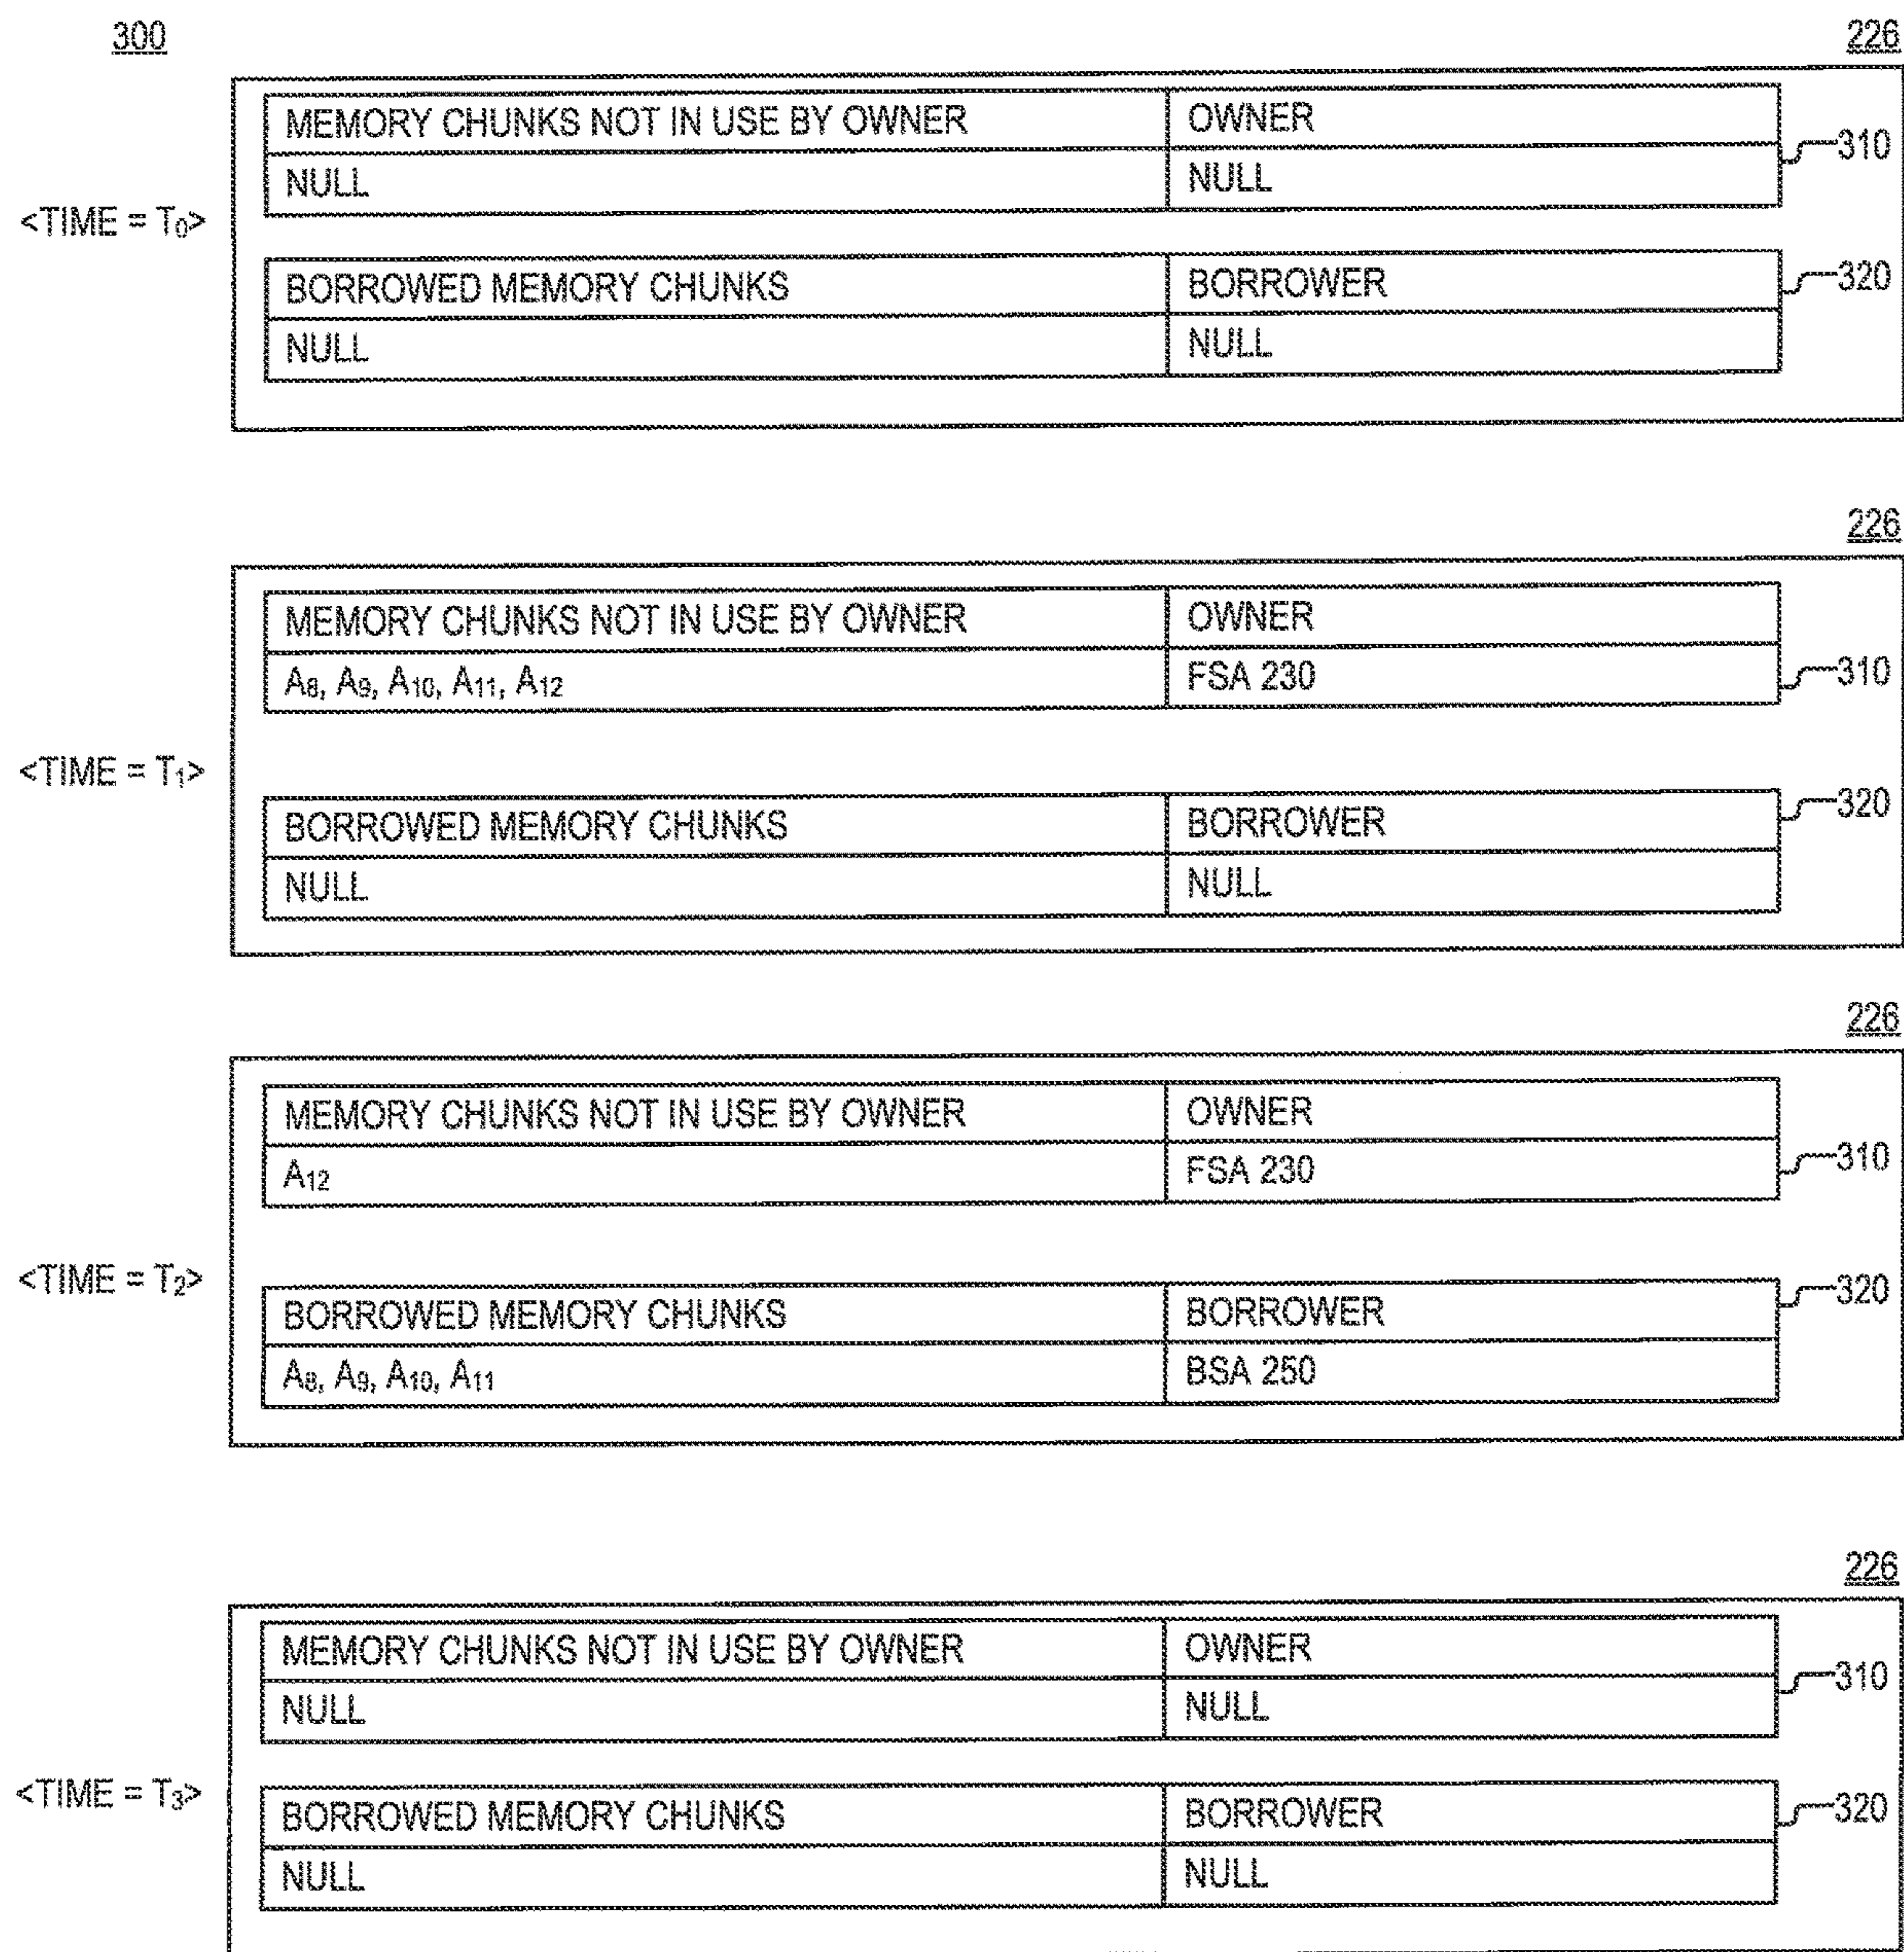 300
226
MEMORY CHUNKS NOT IN USE BY OWNER OWNER
310
NULL NULL
<TIME = T₀>
BORROWED MEMORY CHUNKS BORROWER
320
NULL NULL
226
MEMORY CHUNKS NOT IN USE BY OWNER OWNER
A₈, A₉, A₁₀, A₁₁, A₁₂ FSA 230
310
<TIME = T₁>
BORROWED MEMORY CHUNKS BORROWER
320
NULL NULL
226
MEMORY CHUNKS NOT IN USE BY OWNER OWNER
A₁₂ FSA 230
310
<TIME = T₂>
BORROWED MEMORY CHUNKS BORROWER
320
A₈, A₉, A₁₀, A₁₁ BSA 250
226
MEMORY CHUNKS NOT IN USE BY OWNER OWNER
310
NULL NULL
<TIME = T₃>
BORROWED MEMORY CHUNKS BORROWER
320
NULL NULL